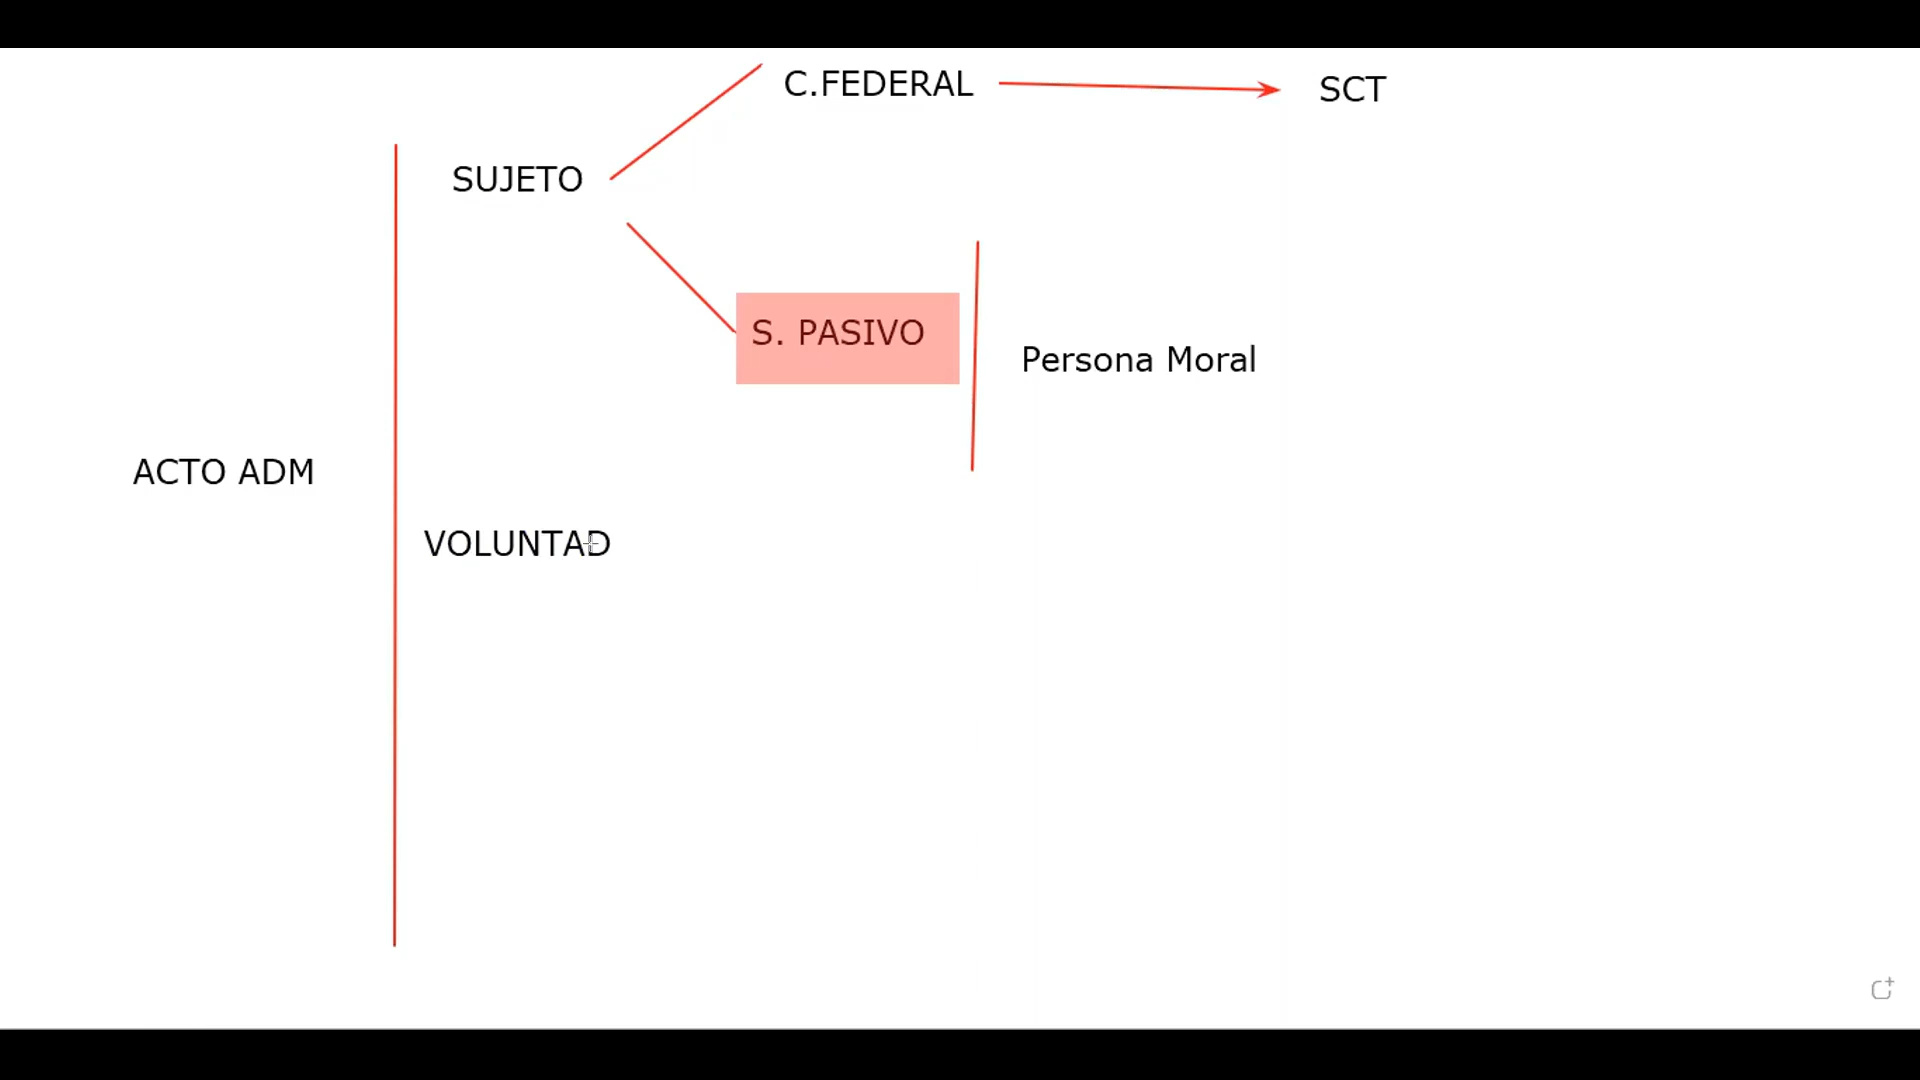 C.FEDERAL
SCT
SUJETO
S. PASIVO
Persona Moral
ACTO ADM
VOLUNTAD